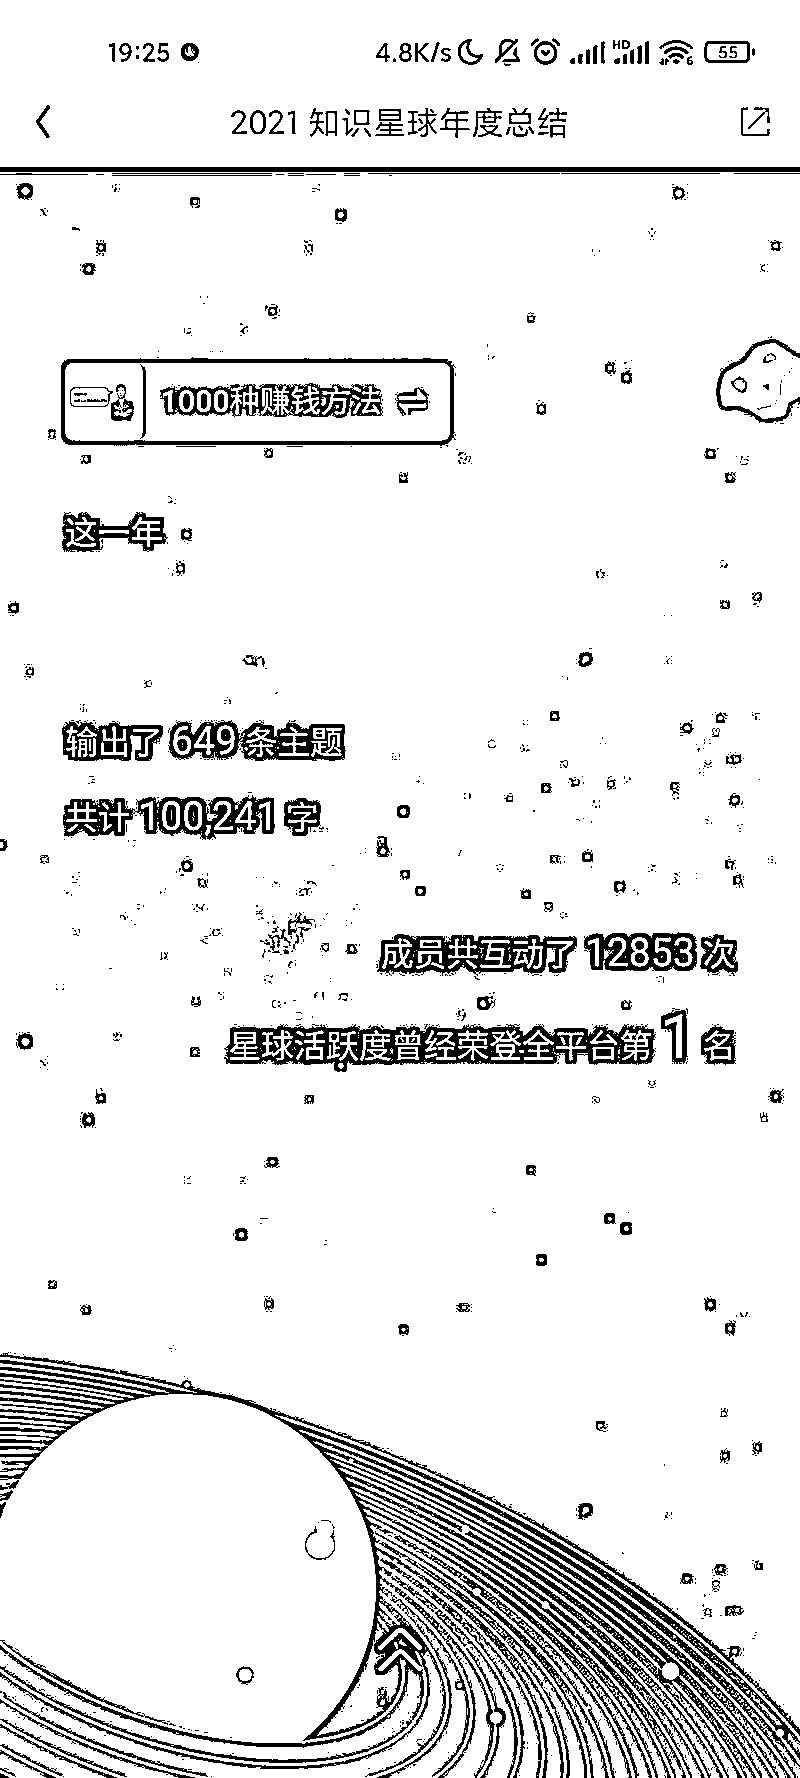 19:25 4.8K/s HD 6 55
2021 知识星球年度总结
1000种赚钱方法
这一年
输出了 649 条主题
共计 100,241 字
成员共互动了 12853 次
星球活跃度曾经荣登全平台第 1 名